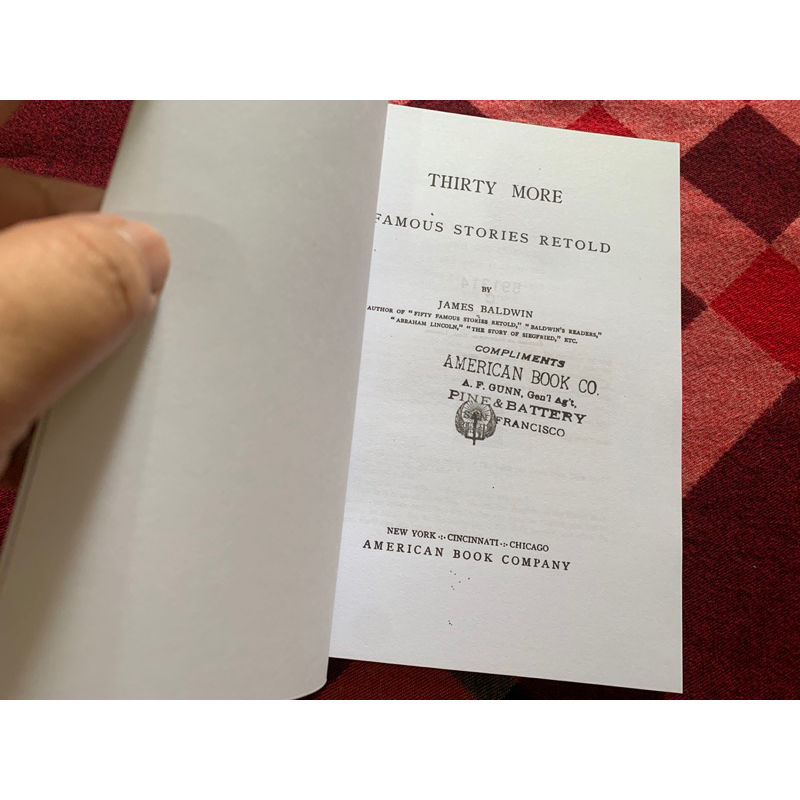 THIRTY MORE
FAMOUS STORIES RETOLD
BY
JAMES BALDWIN
AUTHOR OF "FIFTY FAMOUS STORIES RETOLD," "BALDWIN'S READERS,"
"ABRAHAM LINCOLN," "THE STORY OF SIEGFRIED," ETC.
COMPLIMENTS
AMERICAN BOOK CO.
A. F. GUNN, Gen'l Ag't,
PINE & BATTERY
SAN FRANCISCO
NEW YORK ·:· CINCINNATI ·:· CHICAGO
AMERICAN BOOK COMPANY